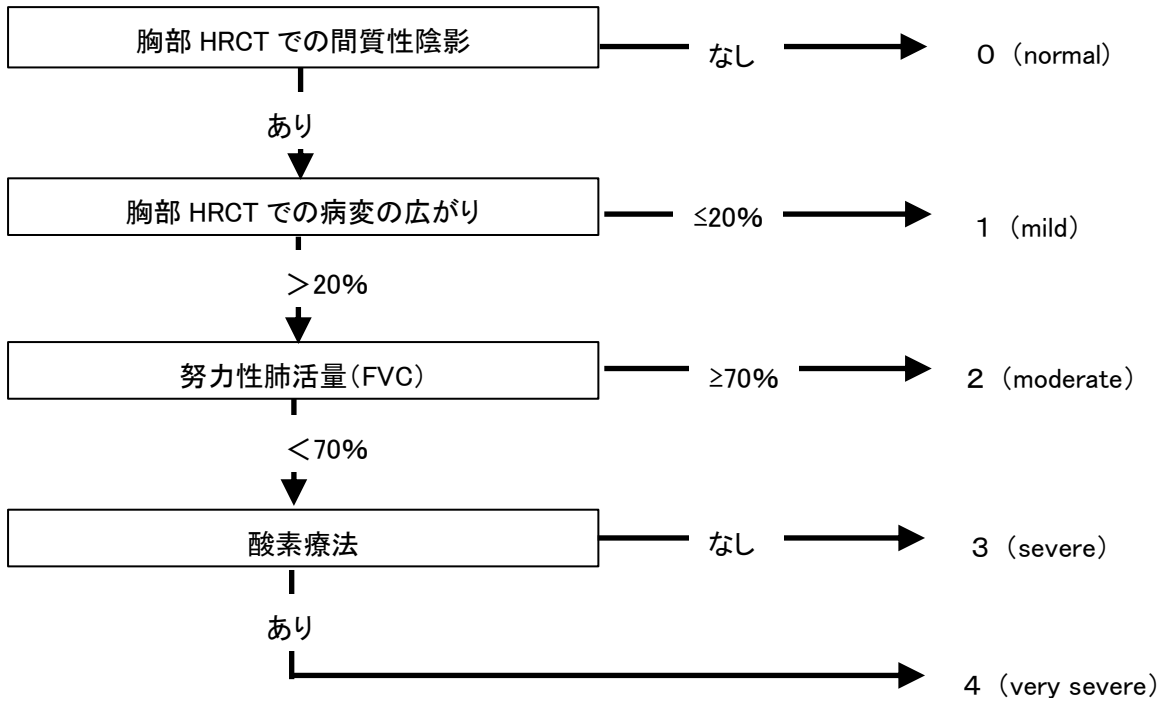 胸部 HRCT での間質性陰影
なし
0 (normal)
あり
胸部 HRCT での病変の広がり
≤20%
1 (mild)
＞20%
努力性肺活量(FVC)
≥70%
2 (moderate)
＜70%
酸素療法
なし
3 (severe)
あり
4 (very severe)